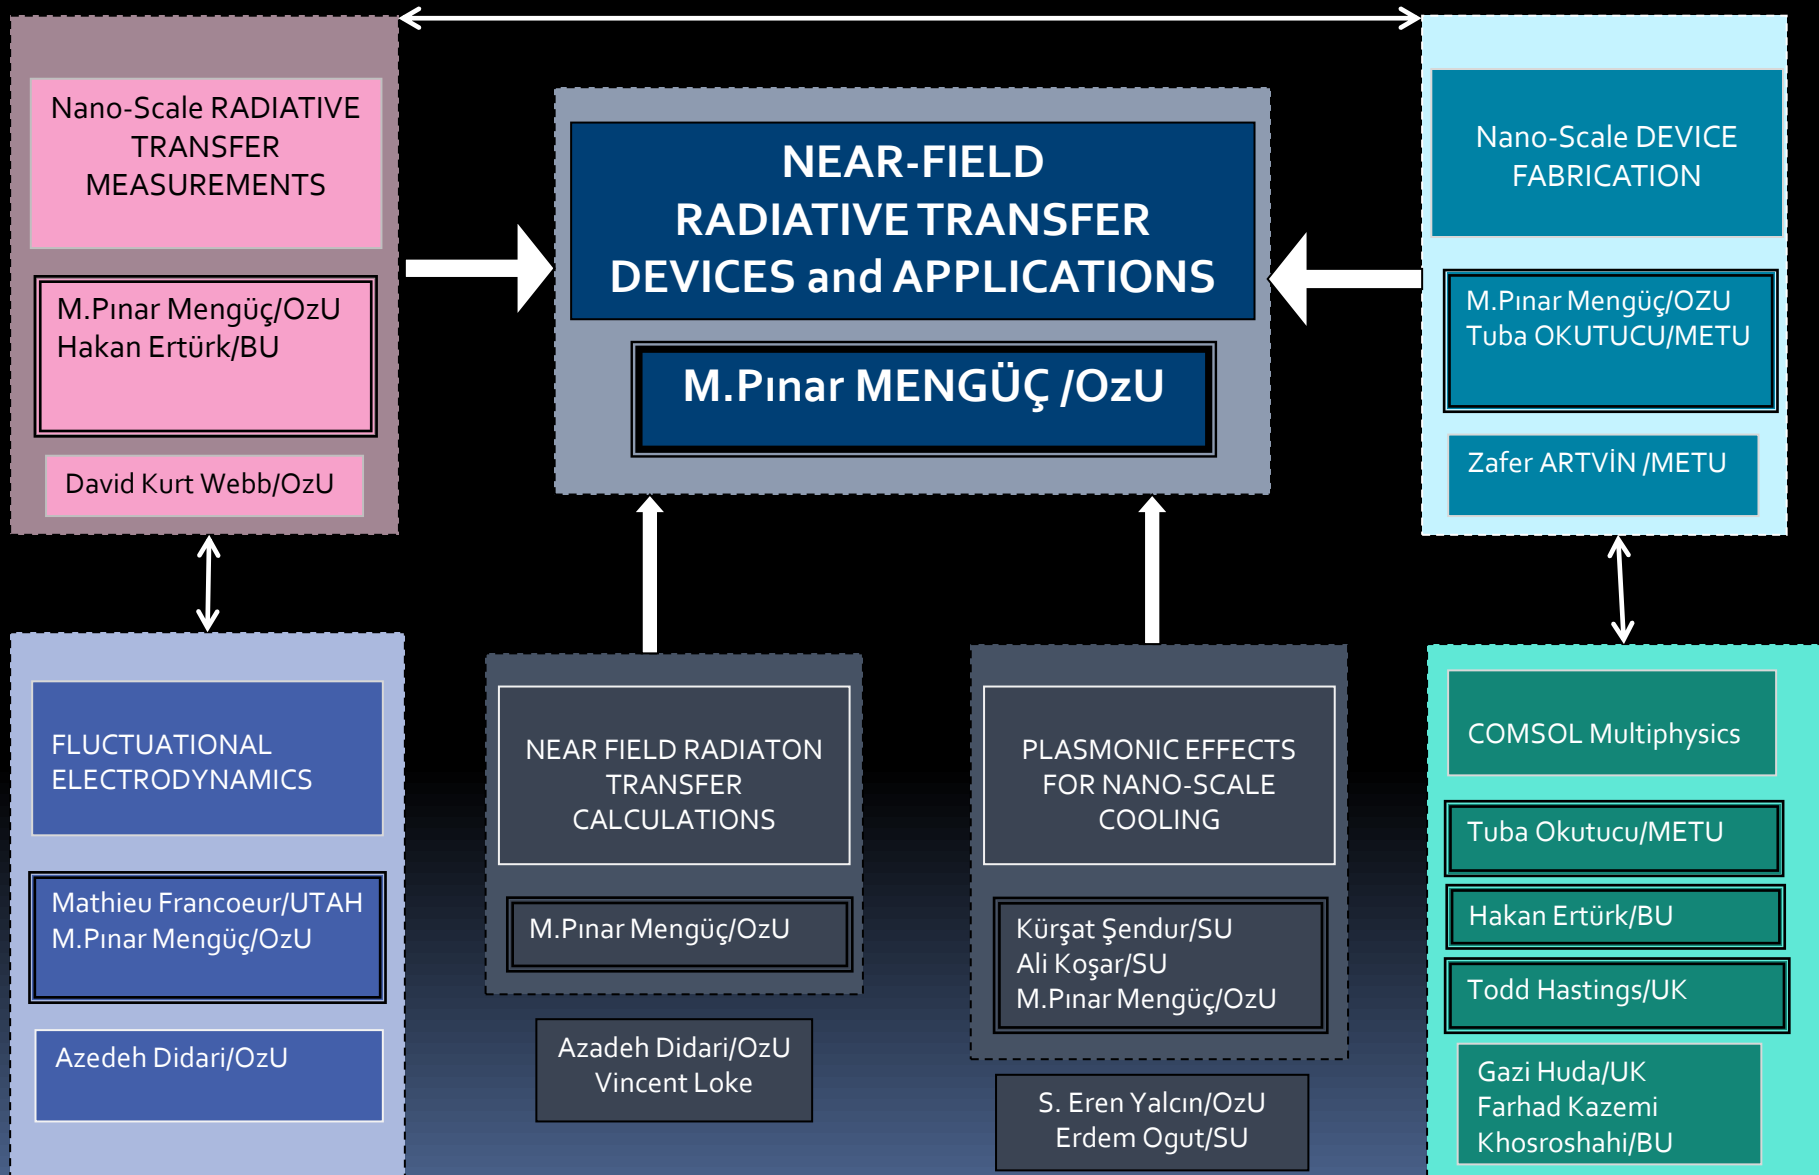 Nano-Scale RADIATIVE
TRANSFER
MEASUREMENTS
M.Pınar Mengüç/OzU
Hakan Ertürk/BU
David Kurt Webb/OzU
NEAR-FIELD
RADIATIVE TRANSFER
DEVICES and APPLICATIONS
M.Pınar MENGÜÇ /OzU
Nano-Scale DEVICE
FABRICATION
M.Pınar Mengüç/OZU
Tuba OKUTUCU/METU
Zafer ARTVİN /METU
FLUCTUATIONAL
ELECTRODYNAMICS
Mathieu Francoeur/UTAH
M.Pınar Mengüç/OzU
Azedeh Didari/OzU
NEAR FIELD RADIATON
TRANSFER
CALCULATIONS
M.Pınar Mengüç/OzU
Azadeh Didari/OzU
Vincent Loke
PLASMONIC EFFECTS
FOR NANO-SCALE
COOLING
Kürşat Şendur/SU
Ali Koşar/SU
M.Pınar Mengüç/OzU
S. Eren Yalcın/OzU
Erdem Ogut/SU
COMSOL Multiphysics
Tuba Okutucu/METU
Hakan Ertürk/BU
Todd Hastings/UK
Gazi Huda/UK
Farhad Kazemi
Khosroshahi/BU